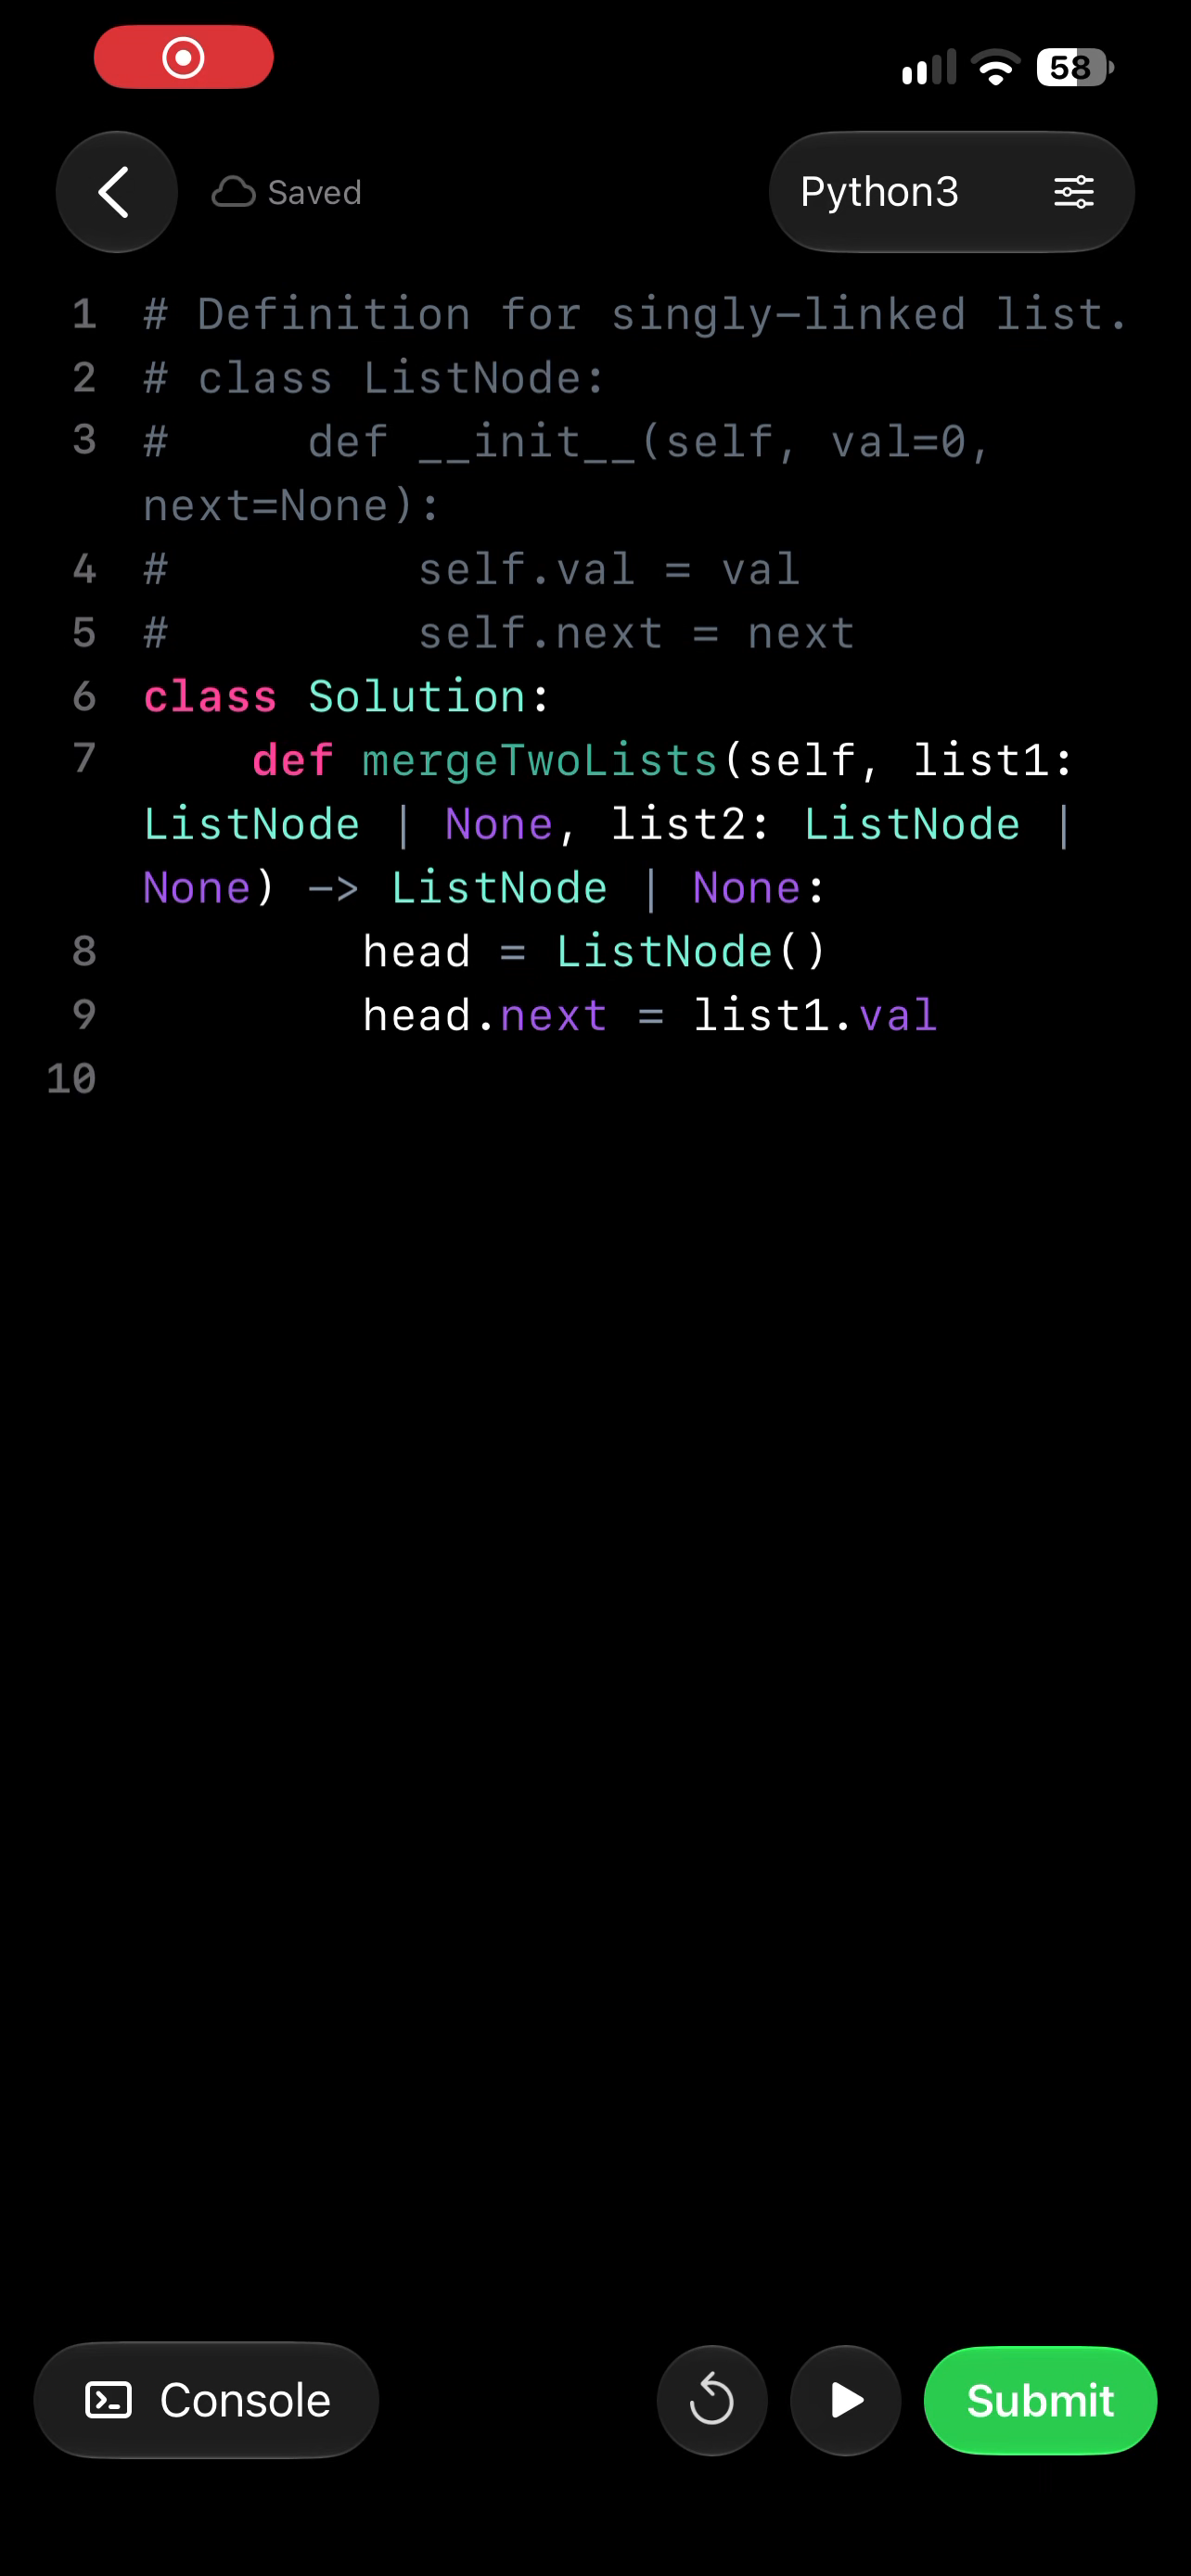 58
Saved
Python3
1 # Definition for singly-linked list.
2 # class ListNode:
3 #     def __init__(self, val=0,
next=None):
4 #         self.val = val
5 #         self.next = next
6 class Solution:
7     def mergeTwoLists(self, list1:
ListNode | None, list2: ListNode |
None) -> ListNode | None:
8         head = ListNode()
9         head.next = list1.val
10
Console
Submit